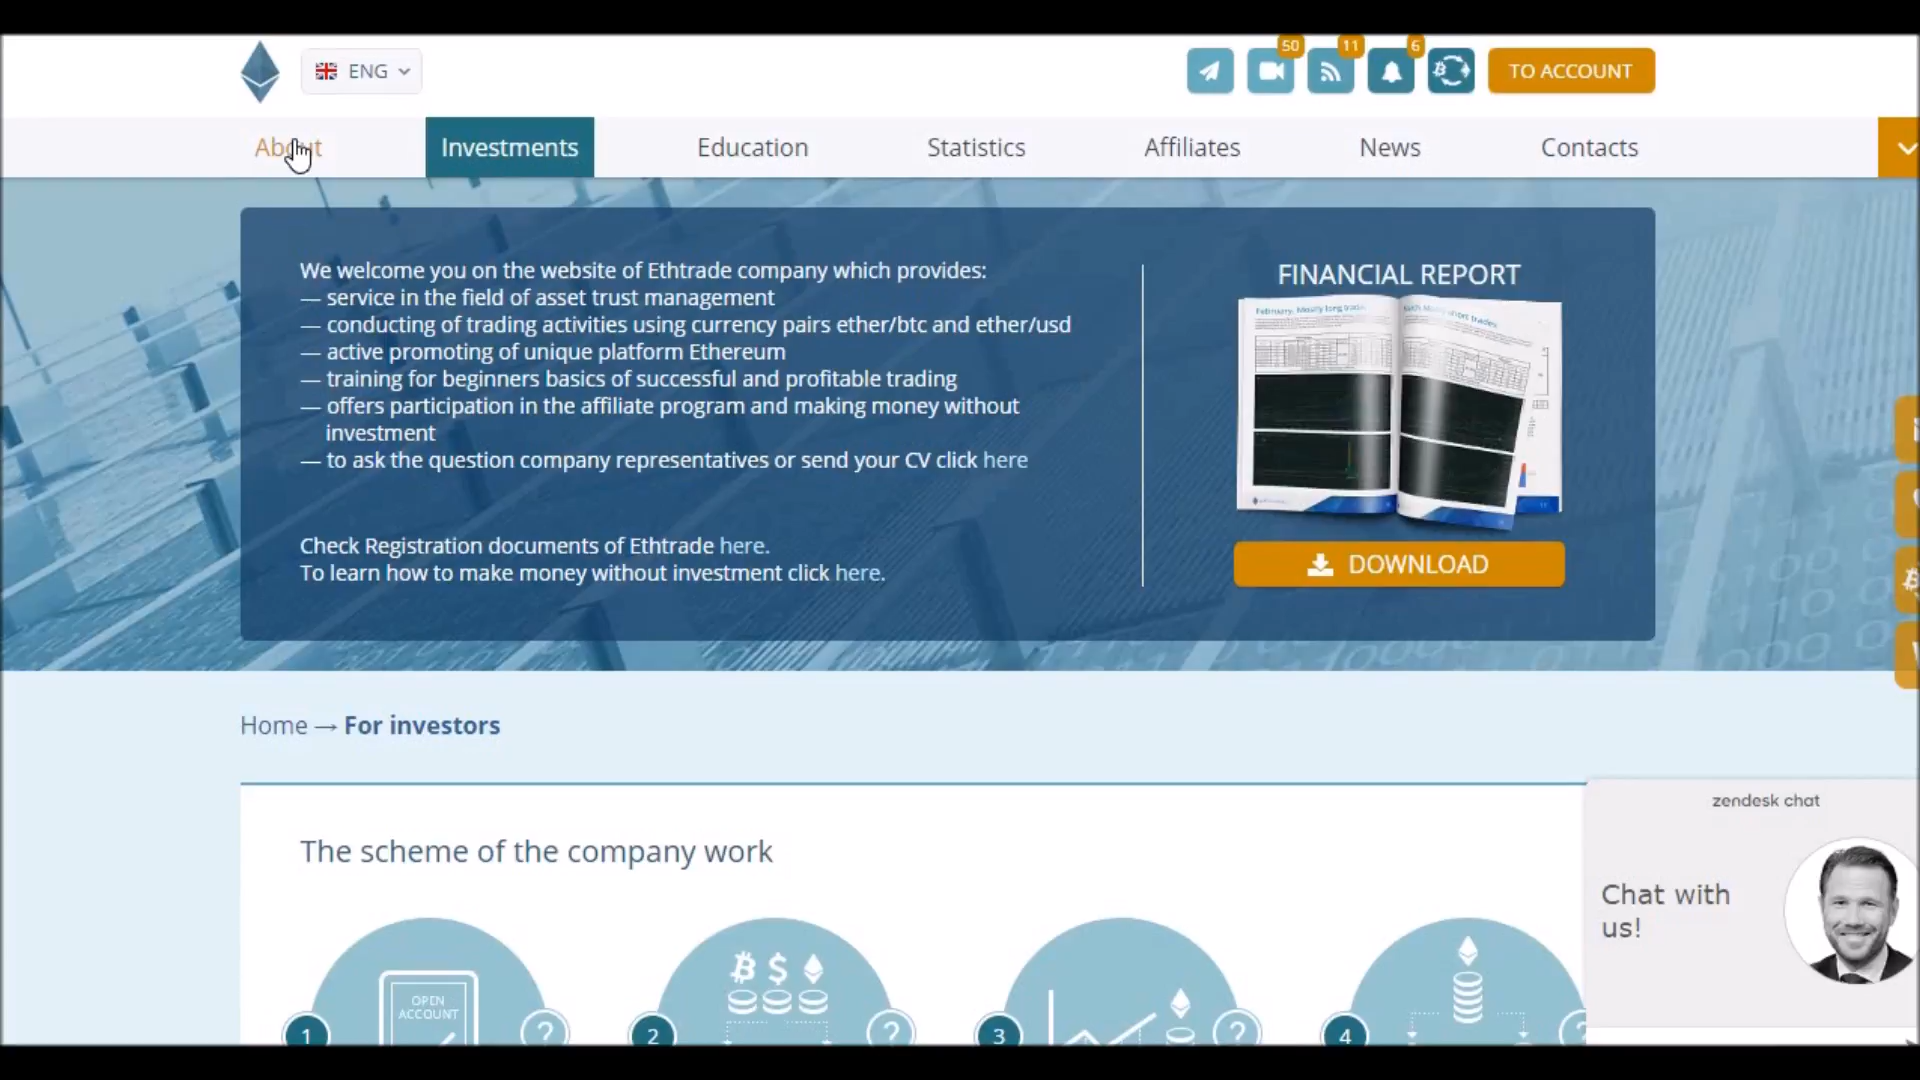 ENG
50
11
6
TO ACCOUNT
About
Investments
Education
Statistics
Affiliates
News
Contacts
We welcome you on the website of Ethtrade company which provides:
— service in the field of asset trust management
— conducting of trading activities using currency pairs ether/btc and ether/usd
— active promoting of unique platform Ethereum
— training for beginners basics of successful and profitable trading
— offers participation in the affiliate program and making money without
investment
— to ask the question company representatives or send your CV click here
Check Registration documents of Ethtrade here.
To learn how to make money without investment click here.
FINANCIAL REPORT
February. Mostly long trades
DOWNLOAD
Home → For investors
The scheme of the company work
OPEN
ACCOUNT
1
?
2
?
3
?
4
?
zendesk chat
Chat with
us!